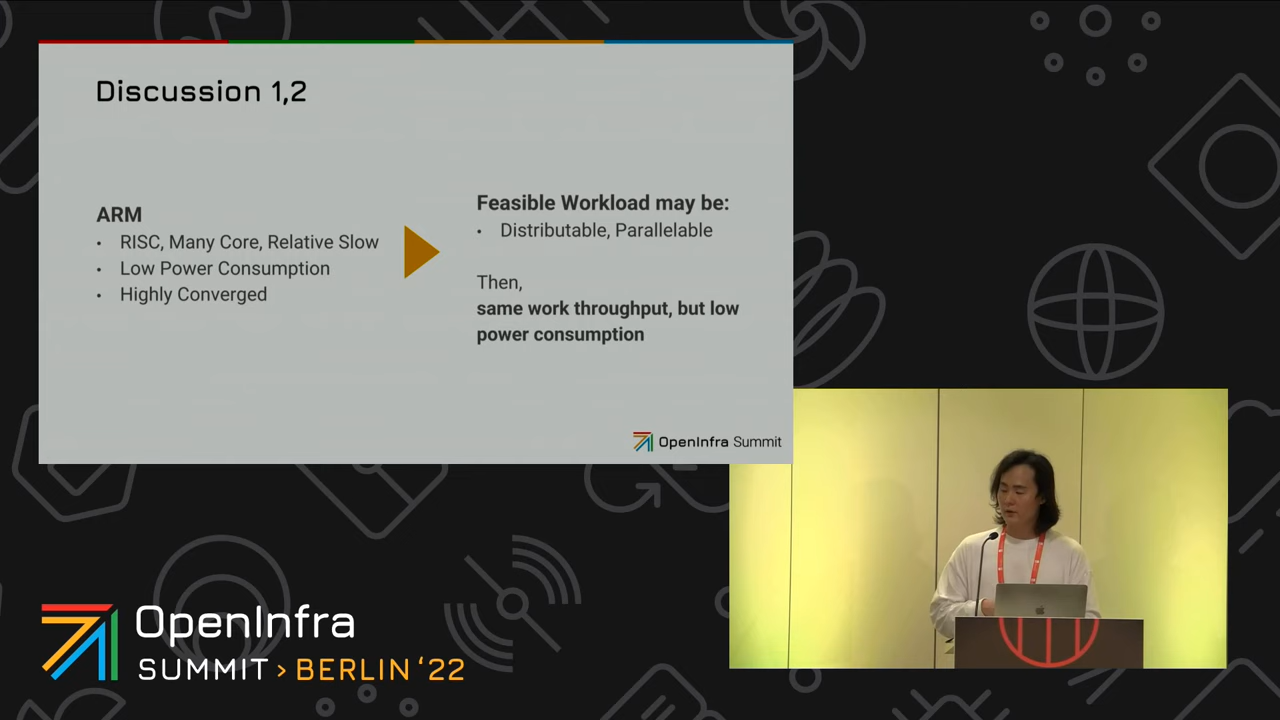 Discussion 1,2
ARM
• RISC, Many Core, Relative Slow
• Low Power Consumption
• Highly Converged
Feasible Workload may be:
• Distributable, Parallelable
Then,
same work throughput, but low
power consumption
OpenInfra Summit
OpenInfra
SUMMIT > BERLIN ‘22